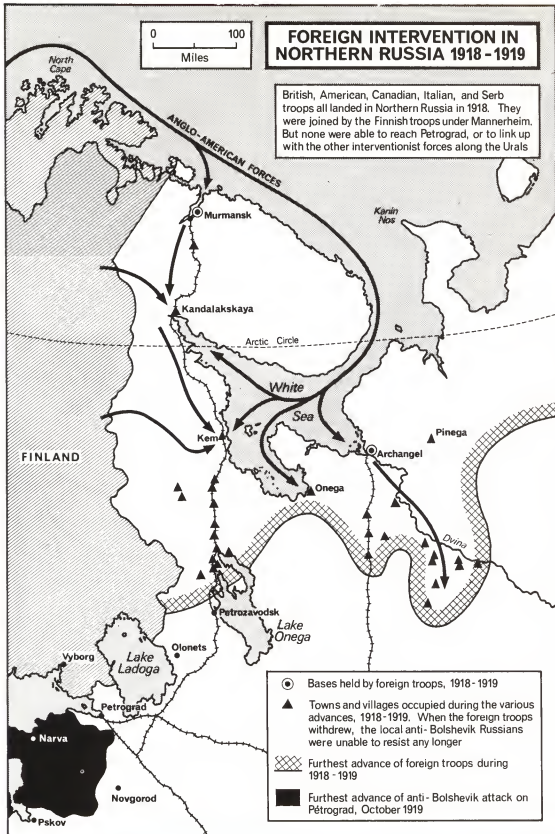 FOREIGN INTERVENTION IN
NORTHERN RUSSIA 1918-1919
0 100
Miles
British, American, Canadian, Italian, and Serb
troops all landed in Northern Russia in 1918. They
were joined by the Finnish troops under Mannerheim.
But none were able to reach Petrograd, or to link up
with the other interventionist forces along the Urals
North
Cape
ANGLO-AMERICAN FORCES
Murmansk
Kanin
Nos
Kandalakskaya
Arctic Circle
White
Sea
Kem
Pinega
Archangel
FINLAND
Onega
Dvina
Petrozavodsk
Lake
Onega
Olonets
Lake
Ladoga
Vyborg
Petrograd
Narva
Novgorod
Pskov
Bases held by foreign troops, 1918-1919
Towns and villages occupied during the various
advances, 1918-1919. When the foreign troops
withdrew, the local anti-Bolshevik Russians
were unable to resist any longer
Furthest advance of foreign troops during
1918-1919
Furthest advance of anti-Bolshevik attack on
Pétrograd, October 1919